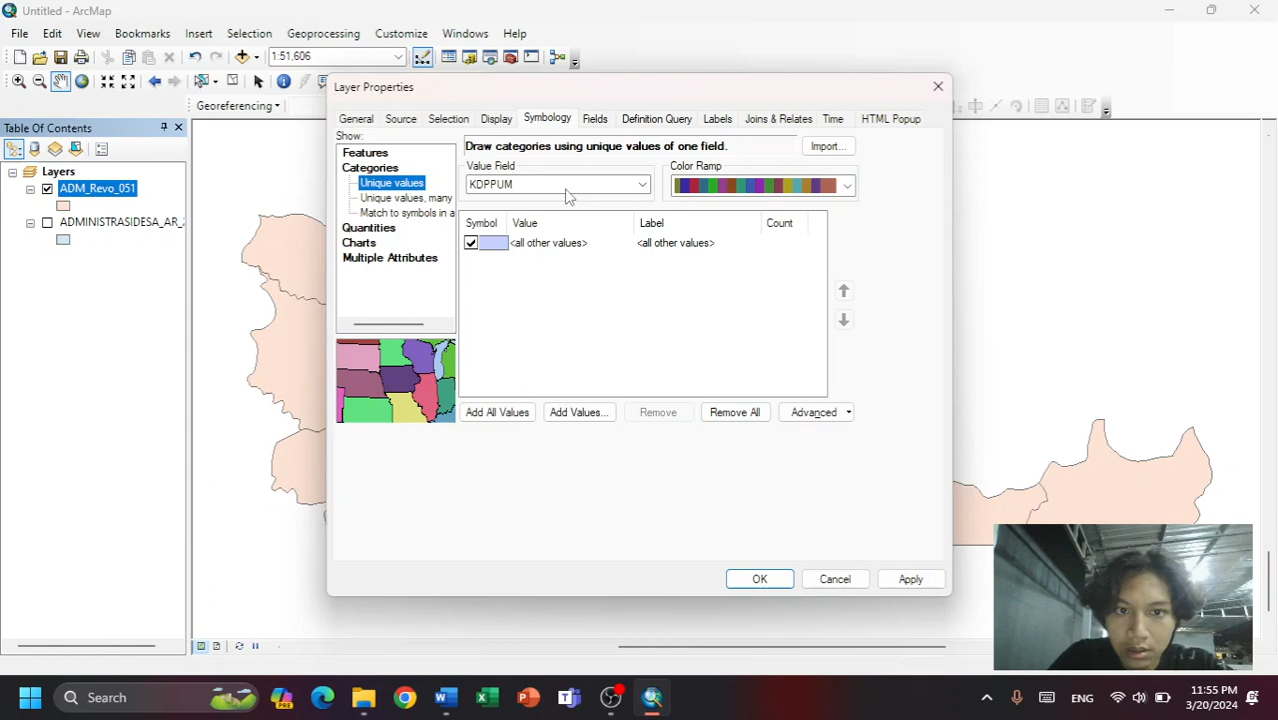 Untitled - ArcMap
File Edit View Bookmarks Insert Selection Geoprocessing Customize Windows Help
1:51.606
Georeferencing
Table Of Contents
Layers
ADM_Revo_051
ADMINISTRASIDESA_AR_
Layer Properties
General Source Selection Display Symbology Fields Definition Query Labels Joins & Relates Time HTML Popup
Show:
Features
Categories
Unique values
Unique values, many
Match to symbols in a
Quantities
Charts
Multiple Attributes
Draw categories using unique values of one field.
Import...
Value Field
KDPPUM
Color Ramp
Symbol Value Label Count
<all other values> <all other values>
Add All Values Add Values... Remove Remove All Advanced
OK Cancel Apply
Search
PRE
ENG
11:55 PM
3/20/2024